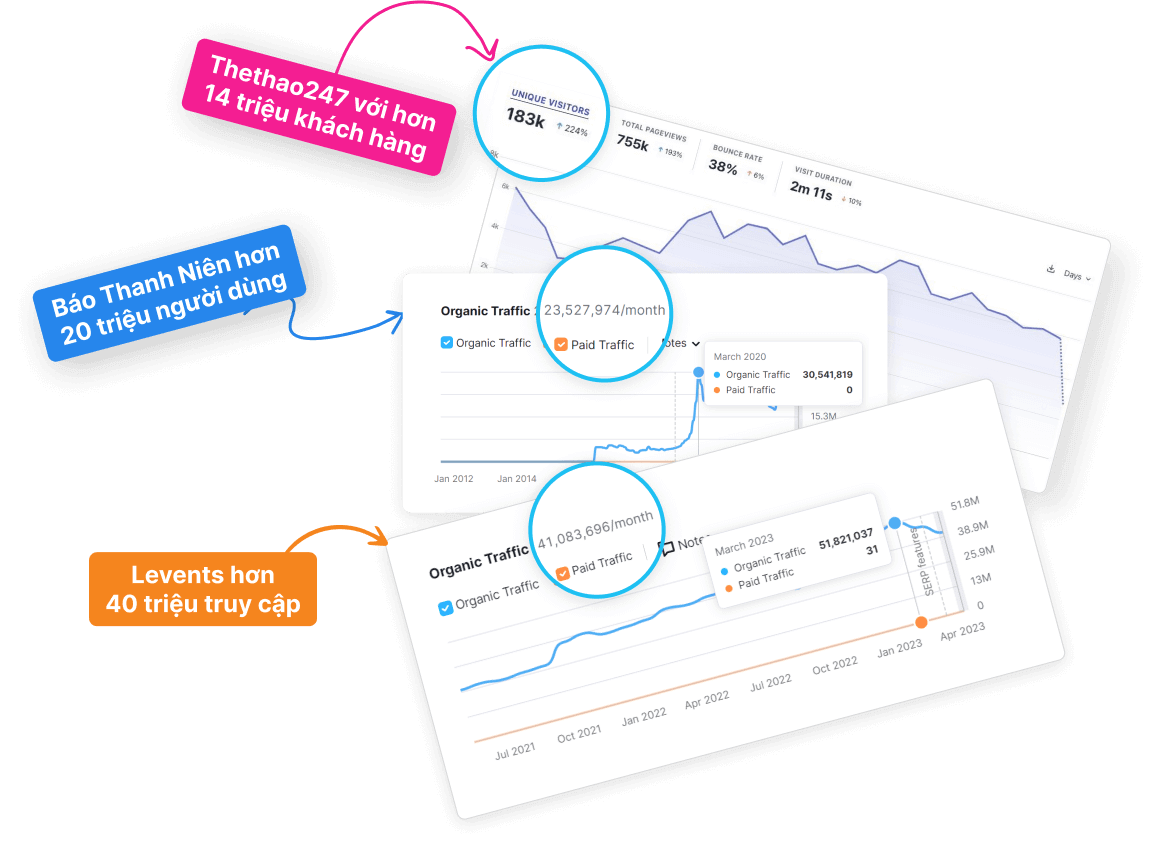 Thethao247 với hơn
14 triệu khách hàng
UNIQUE VISITORS
183k ↑ 224%
TOTAL PAGEVIEWS
755k ↑ 193%
BOUNCE RATE
38% ↑ 6%
VISIT DURATION
2m 11s ↓ 10%
8k
6k
4k
2k
Days
Báo Thanh Niên hơn
20 triệu người dùng
Organic Traffic 23,527,974/month
Organic Traffic
Paid Traffic
Notes
March 2020
Organic Traffic 30,541,819
Paid Traffic 0
15.3M
Jan 2012
Jan 2014
Levents hơn
40 triệu truy cập
Organic Traffic 41,083,696/month
Organic Traffic
Paid Traffic
Notes
March 2023
Organic Traffic 51,821,037
Paid Traffic 31
SERP features
51.8M
38.9M
25.9M
13M
0
Jul 2021
Oct 2021
Jan 2022
Apr 2022
Jul 2022
Oct 2022
Jan 2023
Apr 2023